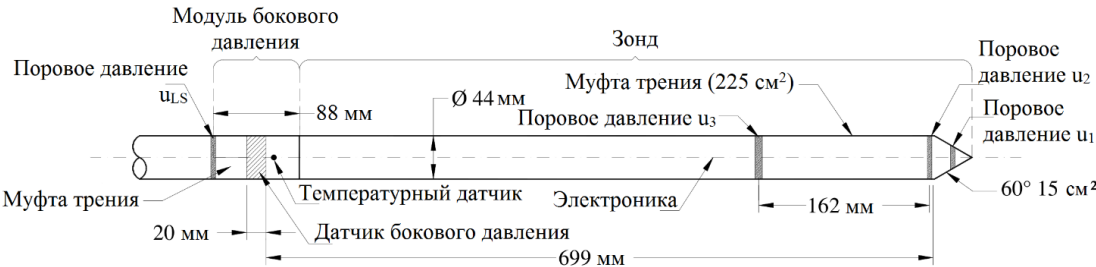 Модуль бокового
давления
Зонд
Поровое давление
u_LS
88 мм
Ø 44 мм
Муфта трения (225 см²)
Поровое давление u₃
Поровое
давление u₂
Поровое
давление u₁
Муфта трения
Температурный датчик
Электроника
60° 15 см²
162 мм
20 мм
Датчик бокового давления
699 мм